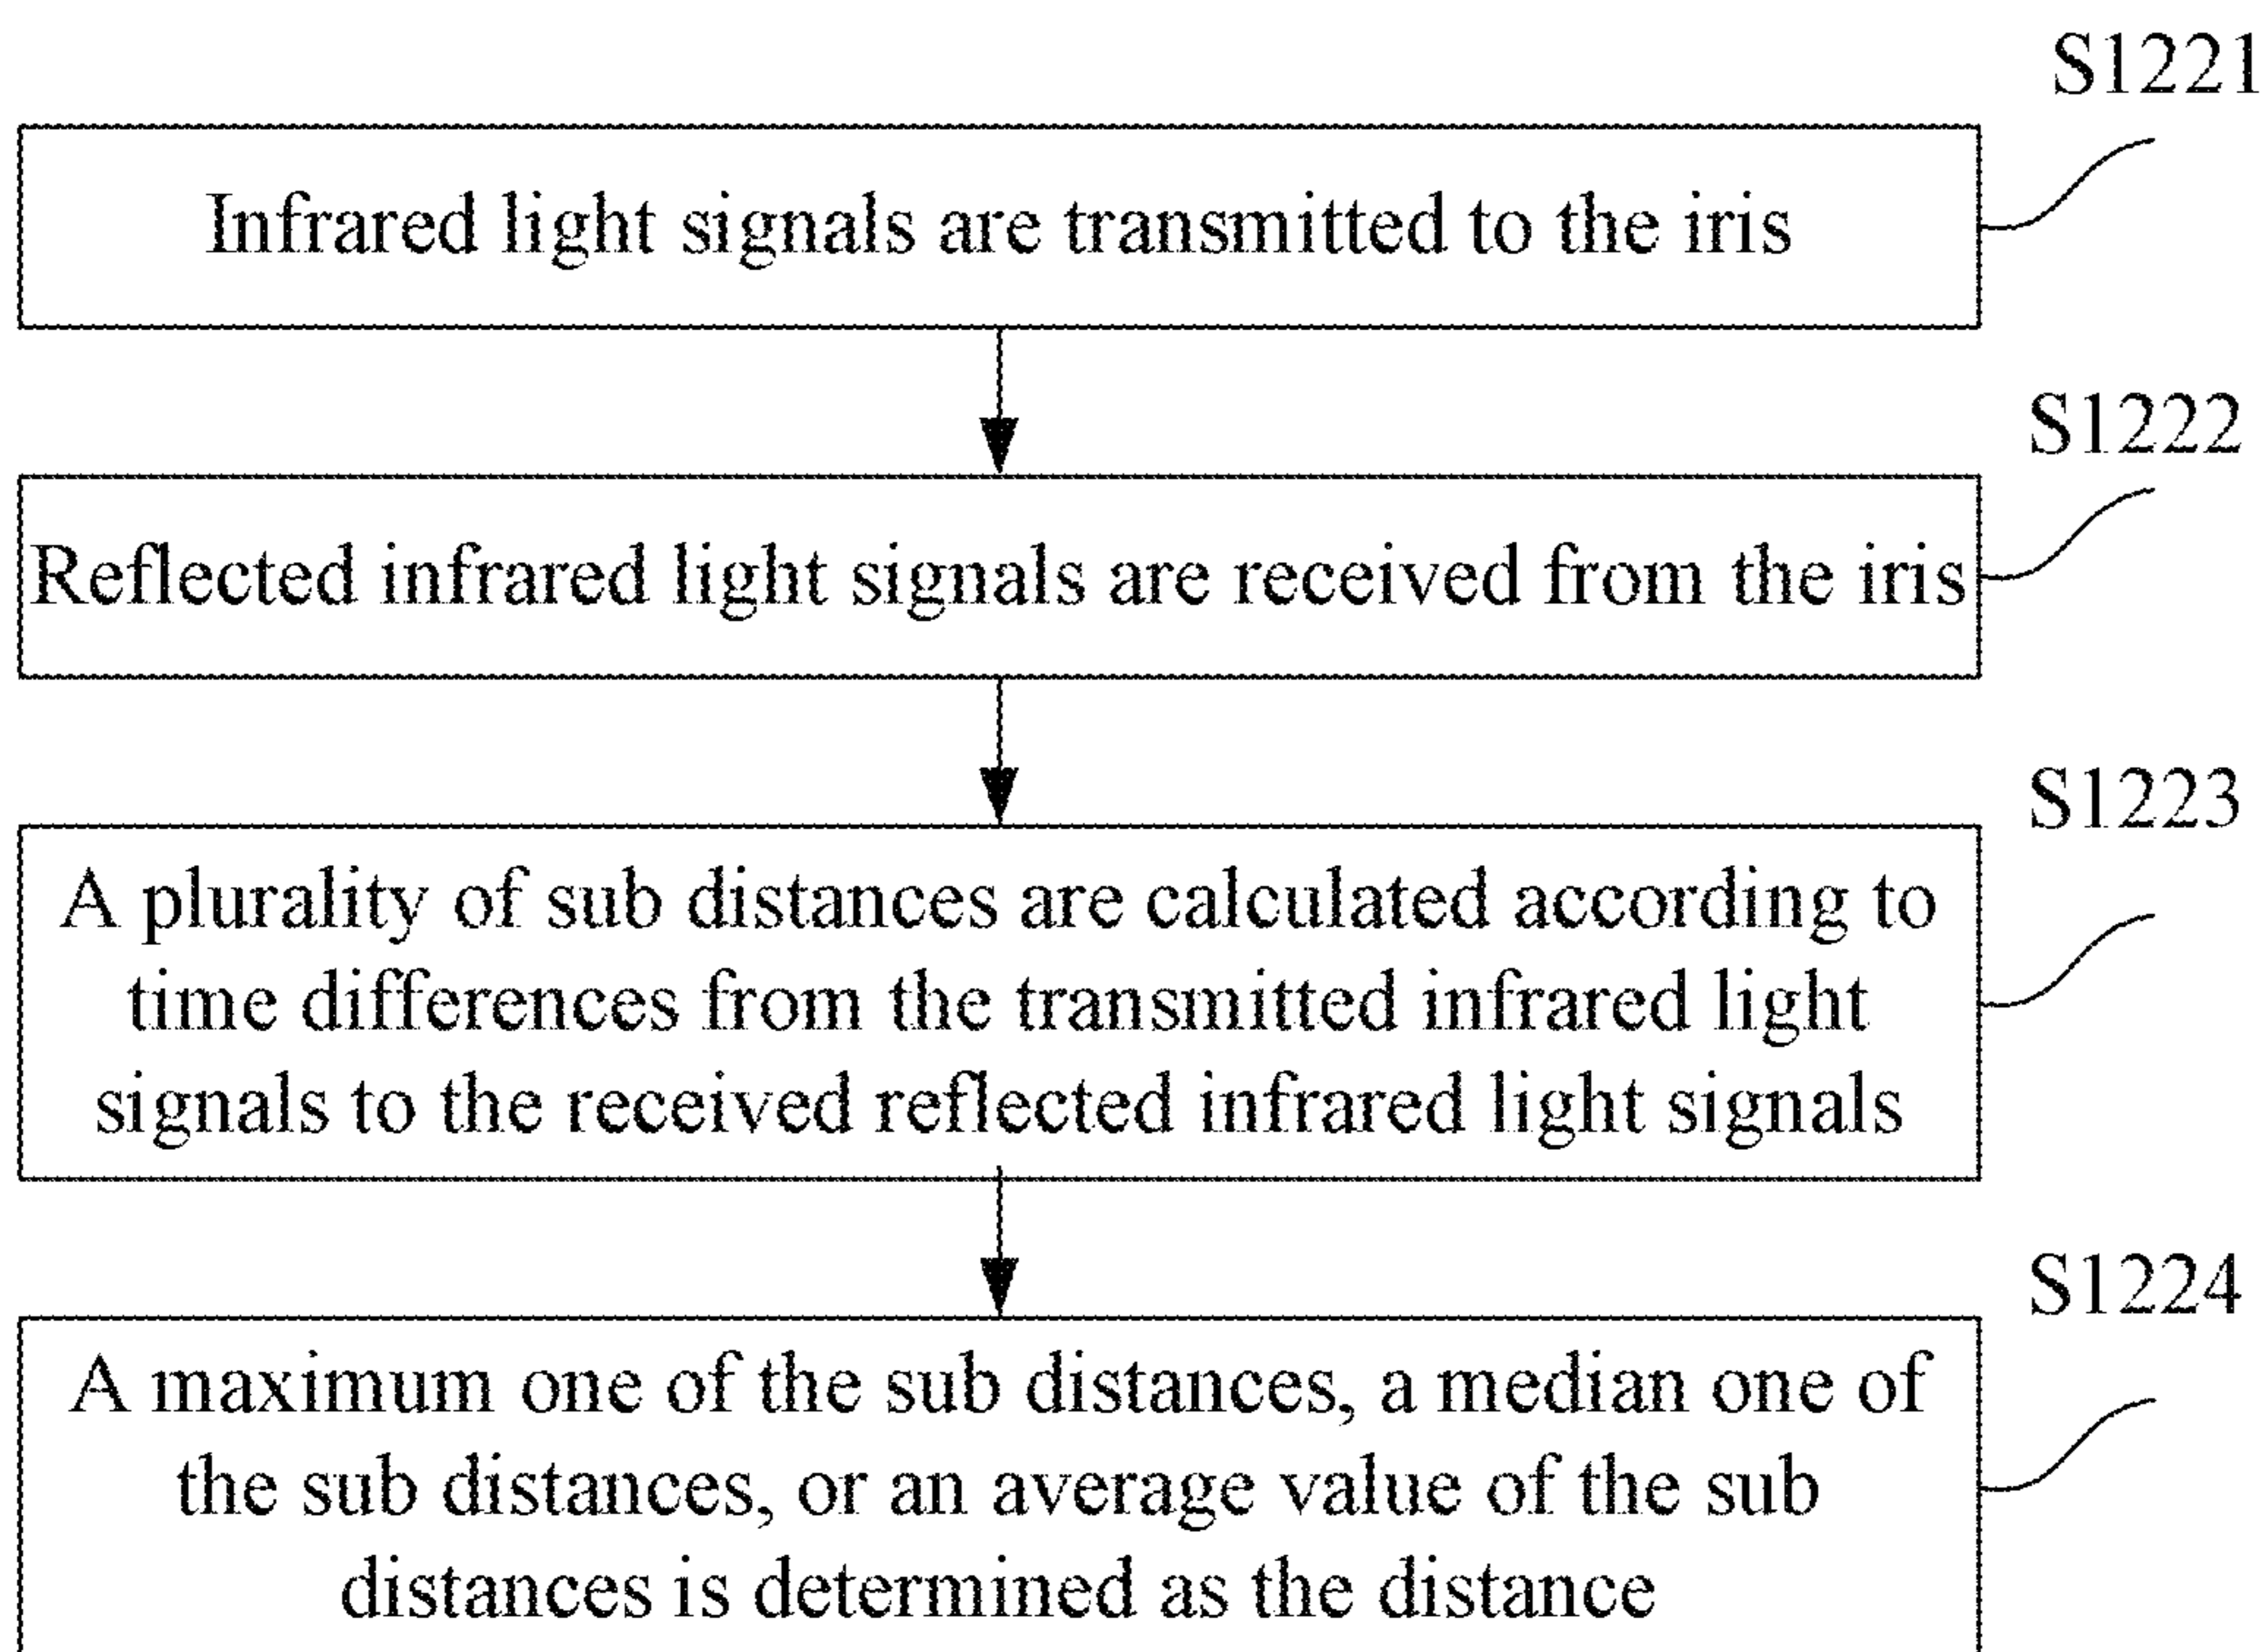 S1221
Infrared light signals are transmitted to the iris
S1222
Reflected infrared light signals are received from the iris
S1223
A plurality of sub distances are calculated according to
time differences from the transmitted infrared light
signals to the received reflected infrared light signals
S1224
A maximum one of the sub distances, a median one of
the sub distances, or an average value of the sub
distances is determined as the distance